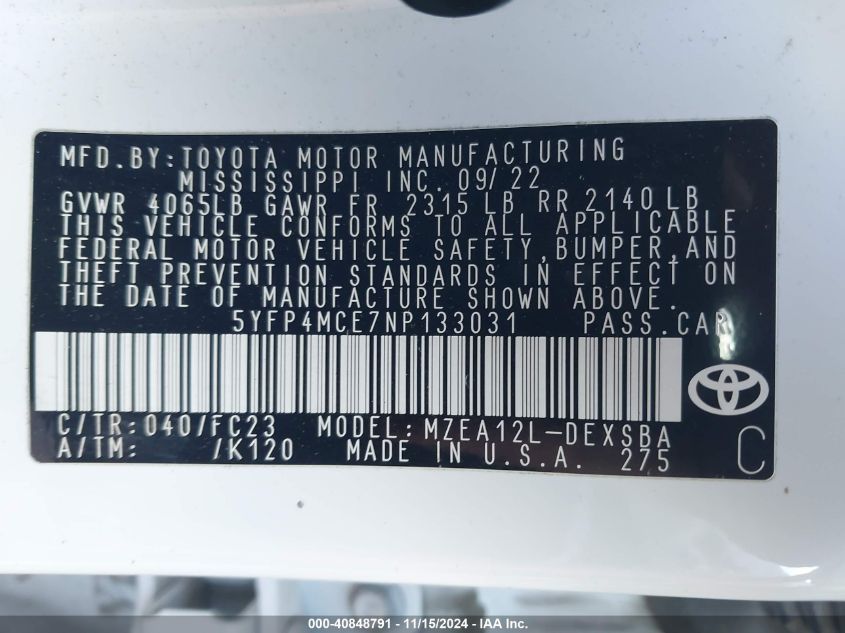 MFD.BY:TOYOTA MOTOR MANUFACTURING
MISSISSIPPI INC. 09/22
GVWR 4065LB GAWR FR 2315 LB RR 2140 LB
THIS VEHICLE CONFORMS TO ALL APPLICABLE
FEDERAL MOTOR VEHICLE SAFETY,BUMPER,AND
THEFT PREVENTION STANDARDS IN EFFECT ON
THE DATE OF MANUFACTURE SHOWN ABOVE.
5YFP4MCE7NP133031 PASS.CAR
C/TR:040/FC23 MODEL:MZEA12L-DEXSBA
A/TM: /K120 MADE IN U.S.A. 275
C
000-40848791 - 11/15/2024 - IAA Inc.